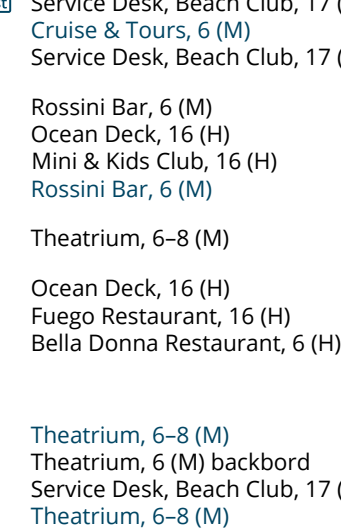 Service Desk, Beach Club, 17 (
Cruise & Tours, 6 (M)
Service Desk, Beach Club, 17 (
Rossini Bar, 6 (M)
Ocean Deck, 16 (H)
Mini & Kids Club, 16 (H)
Rossini Bar, 6 (M)
Theatrium, 6–8 (M)
Ocean Deck, 16 (H)
Fuego Restaurant, 16 (H)
Bella Donna Restaurant, 6 (H)
Theatrium, 6–8 (M)
Theatrium, 6 (M) backbord
Service Desk, Beach Club, 17 (
Theatrium, 6–8 (M)